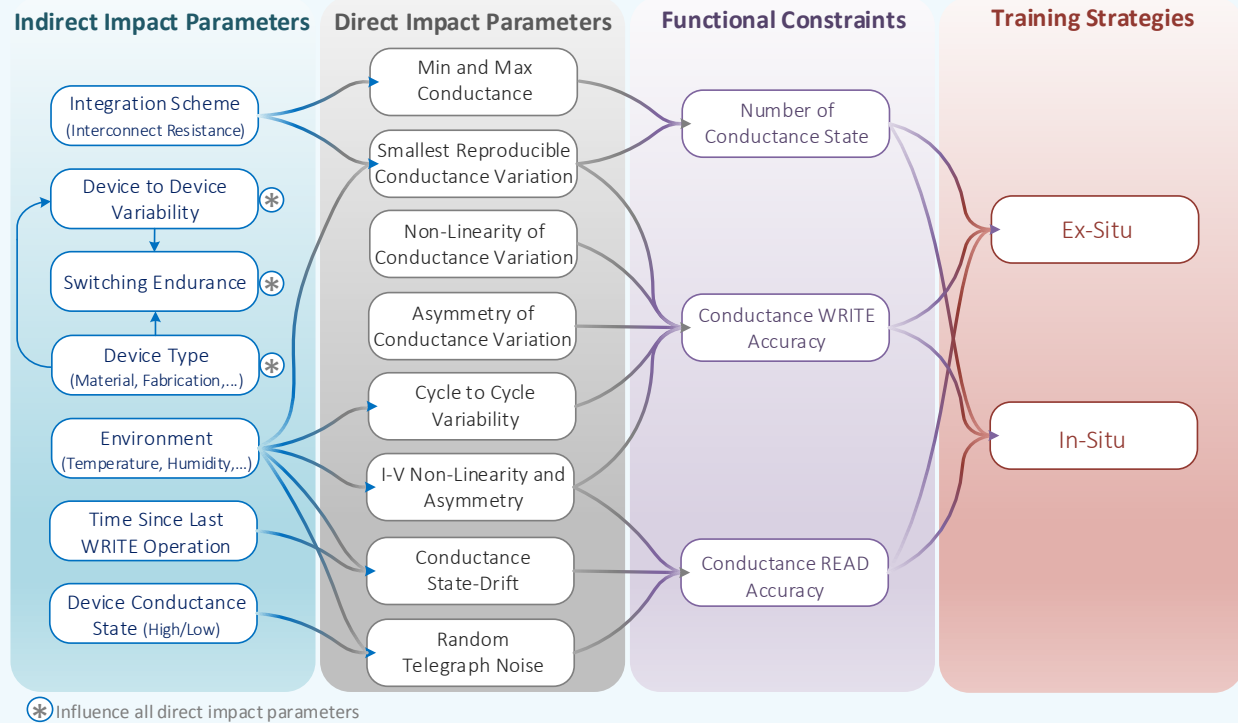 Indirect Impact Parameters
Direct Impact Parameters
Functional Constraints
Training Strategies
Integration Scheme
(Interconnect Resistance)
Device to Device
Variability
*
Switching Endurance
*
Device Type
(Material, Fabrication,...)
*
Environment
(Temperature, Humidity,...)
Time Since Last
WRITE Operation
Device Conductance
State (High/Low)
Min and Max
Conductance
Smallest Reproducible
Conductance Variation
Non-Linearity of
Conductance Variation
Asymmetry of
Conductance Variation
Cycle to Cycle
Variability
I-V Non-Linearity and
Asymmetry
Conductance
State-Drift
Random
Telegraph Noise
Number of
Conductance State
Conductance WRITE
Accuracy
Conductance READ
Accuracy
Ex-Situ
In-Situ
* Influence all direct impact parameters